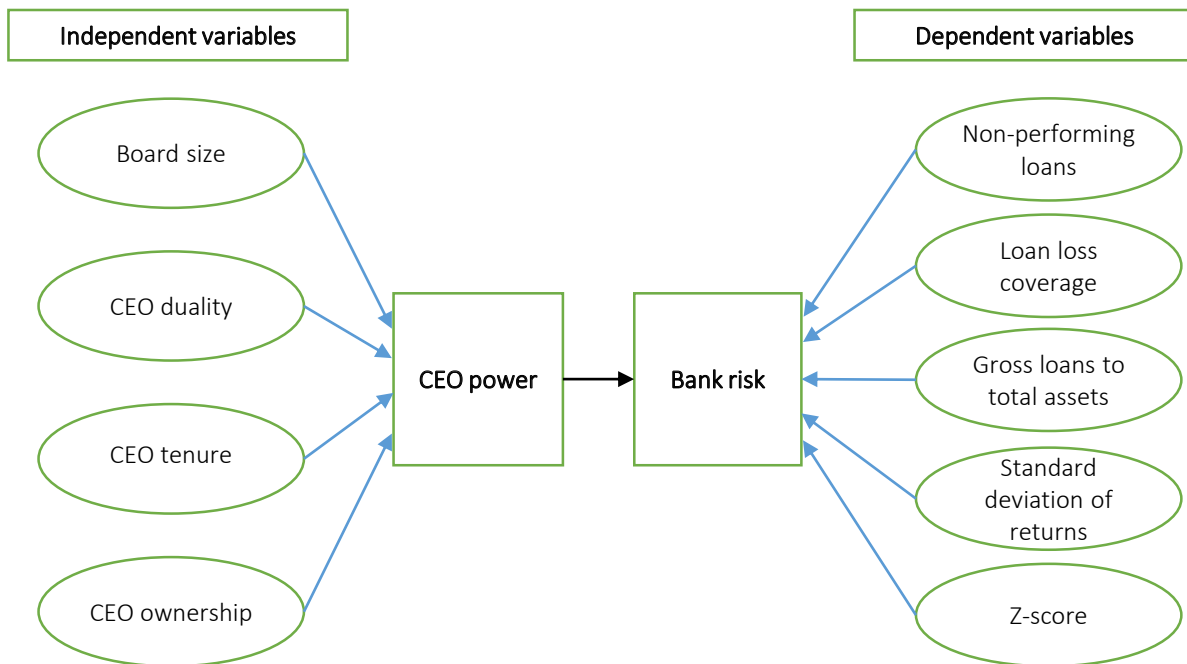 Independent variables
Dependent variables
Board size
CEO duality
CEO tenure
CEO ownership
CEO power
Bank risk
Non-performing
loans
Loan loss
coverage
Gross loans to
total assets
Standard
deviation of
returns
Z-score